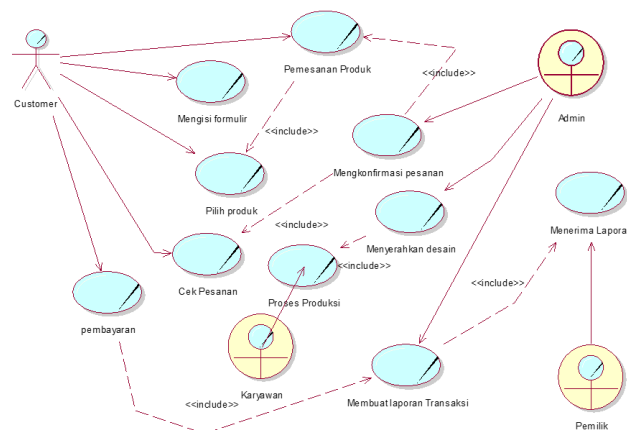 Customer
Pemesanan Produk
<<include>>
Mengisi formulir
<<include>>
Admin
Mengkonfirmasi pesanan
Pilih produk
<<include>>
Menyerahkan desain
Menerima Lapora
<<include>>
<<include>>
Cek Pesanan
Proses Produksi
pembayaran
Karyawan
<<include>>
Membuat laporan Transaksi
Pemilik